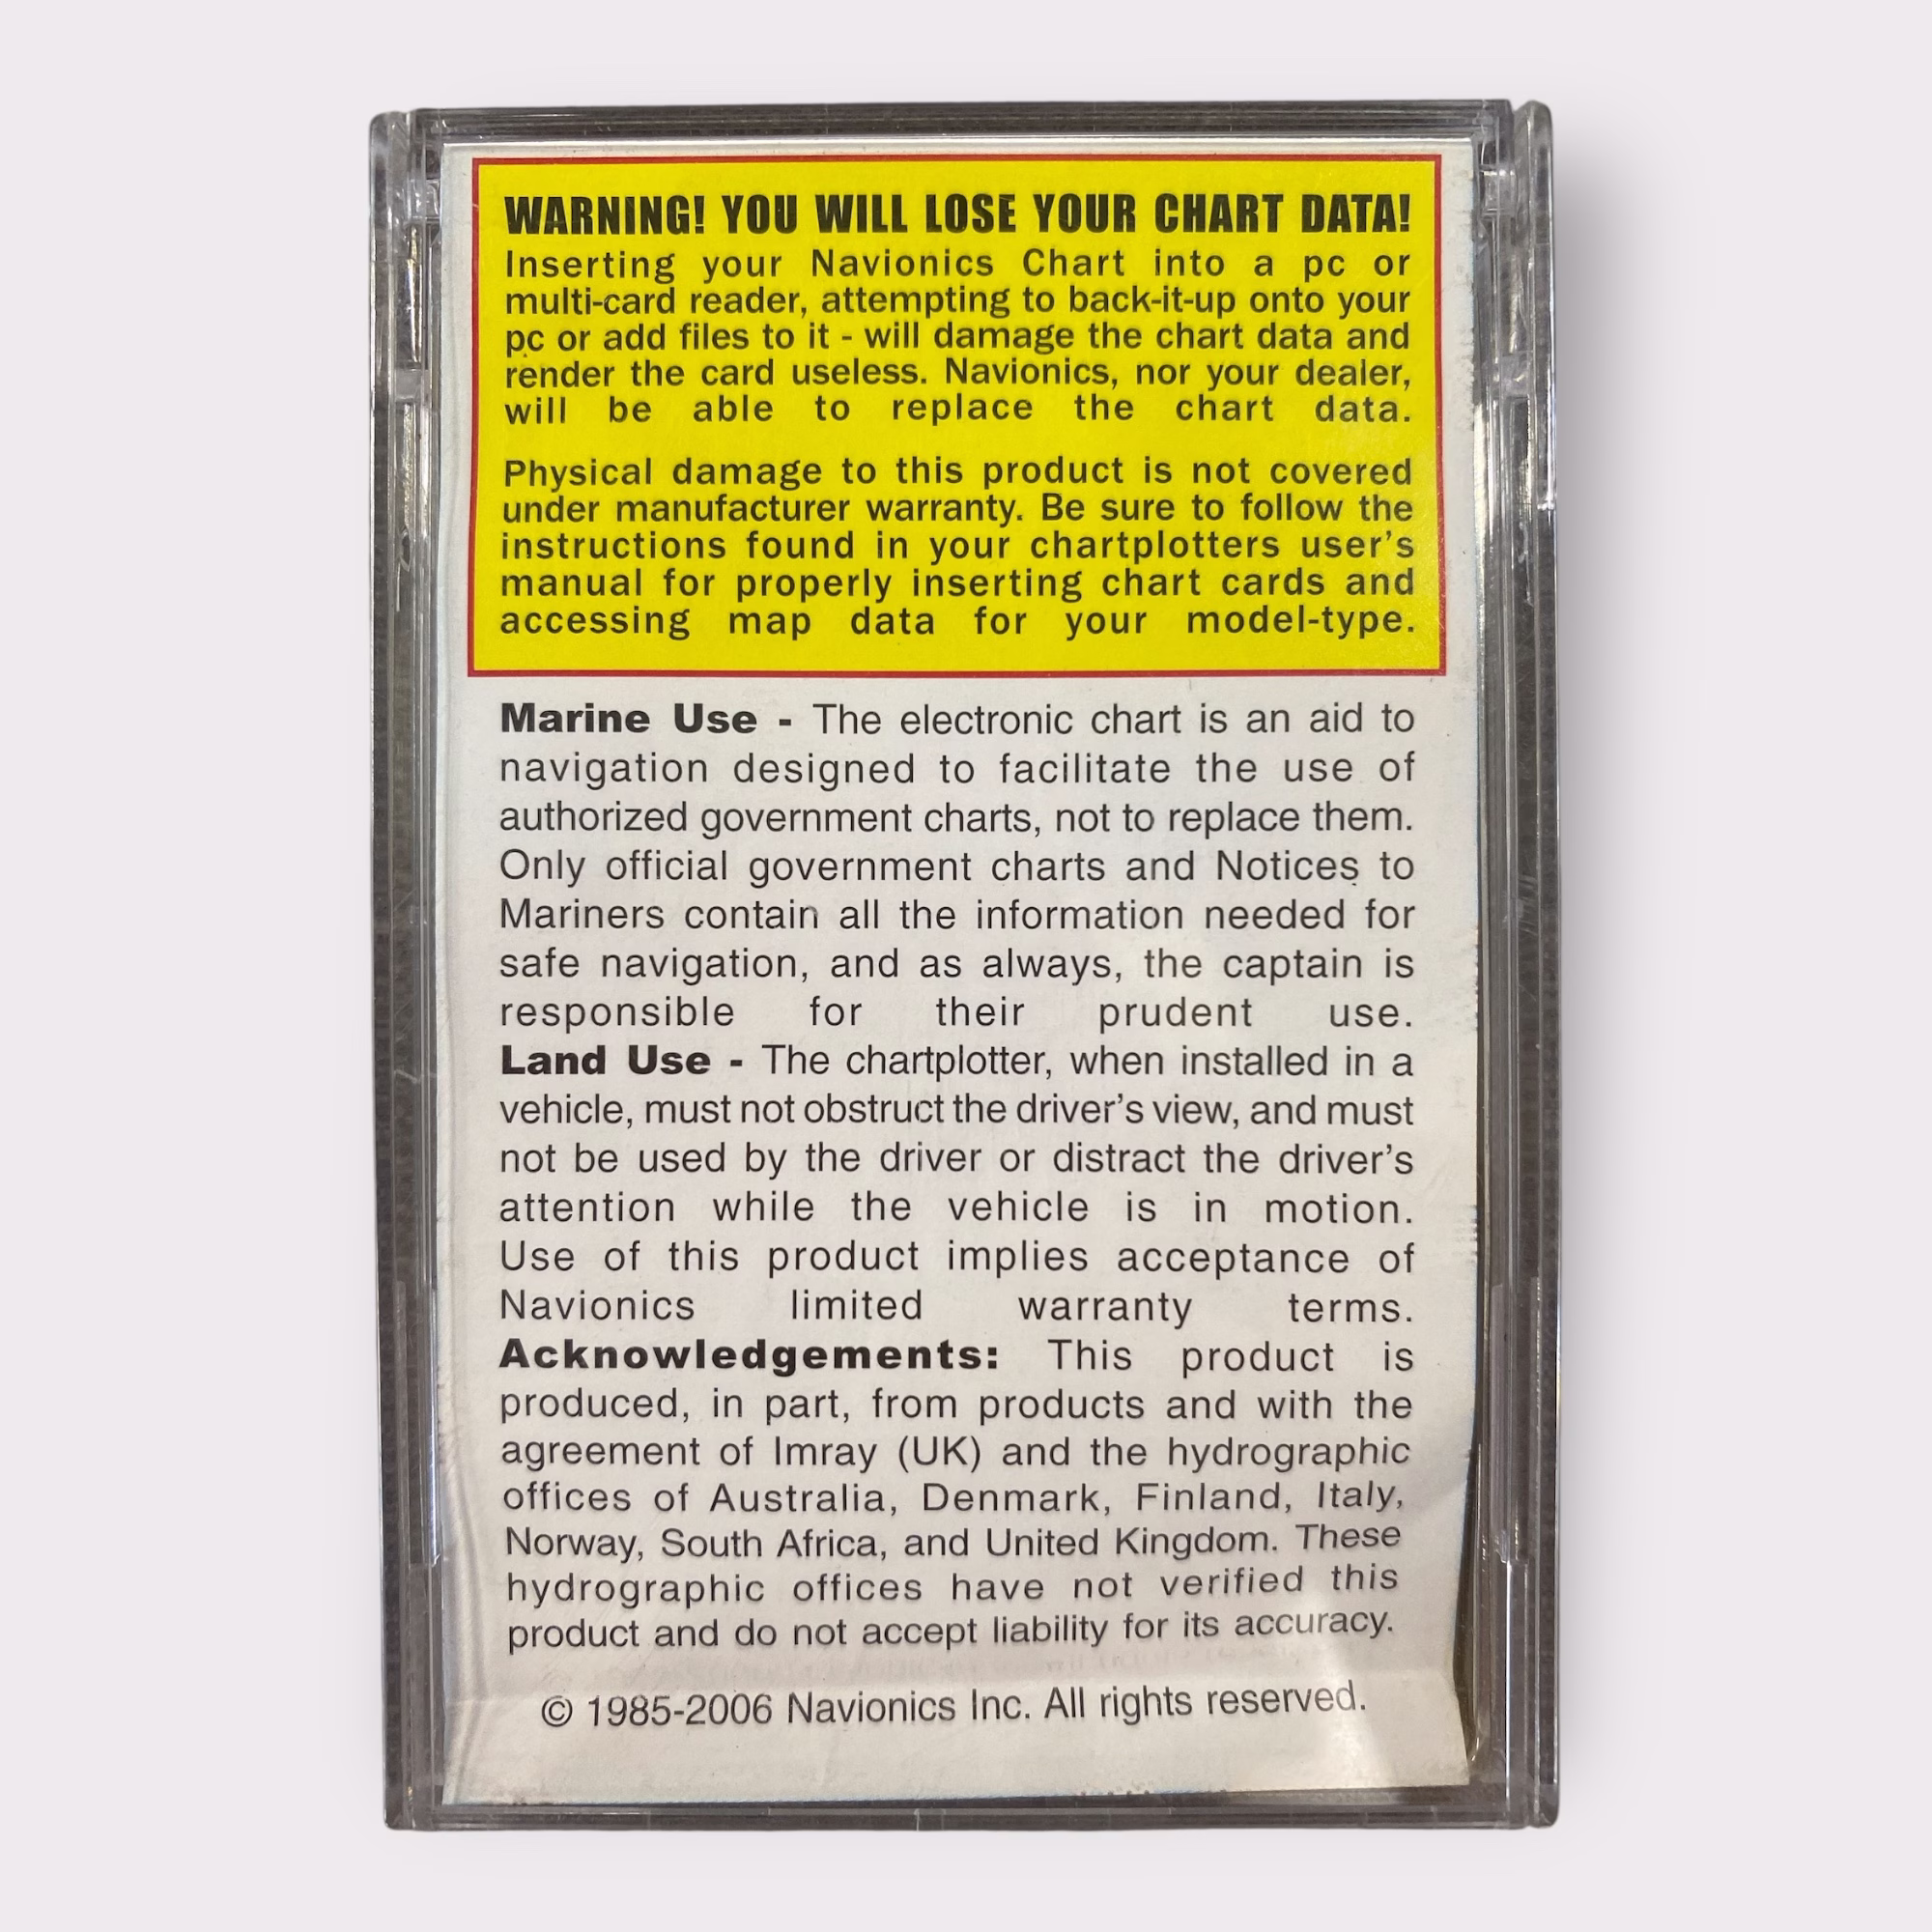 WARNING! YOU WILL LOSE YOUR CHART DATA!
Inserting your Navionics Chart into a pc or
multi-card reader, attempting to back-it-up onto your
pc or add files to it - will damage the chart data and
render the card useless. Navionics, nor your dealer,
will be able to replace the chart data.
Physical damage to this product is not covered
under manufacturer warranty. Be sure to follow the
instructions found in your chartplotters user's
manual for properly inserting chart cards and
accessing map data for your model-type.
Marine Use - The electronic chart is an aid to
navigation designed to facilitate the use of
authorized government charts, not to replace them.
Only official government charts and Notices to
Mariners contain all the information needed for
safe navigation, and as always, the captain is
responsible for their prudent use.
Land Use - The chartplotter, when installed in a
vehicle, must not obstruct the driver's view, and must
not be used by the driver or distract the driver's
attention while the vehicle is in motion.
Use of this product implies acceptance of
Navionics limited warranty terms.
Acknowledgements: This product is
produced, in part, from products and with the
agreement of Imray (UK) and the hydrographic
offices of Australia, Denmark, Finland, Italy,
Norway, South Africa, and United Kingdom. These
hydrographic offices have not verified this
product and do not accept liability for its accuracy.
© 1985-2006 Navionics Inc. All rights reserved.